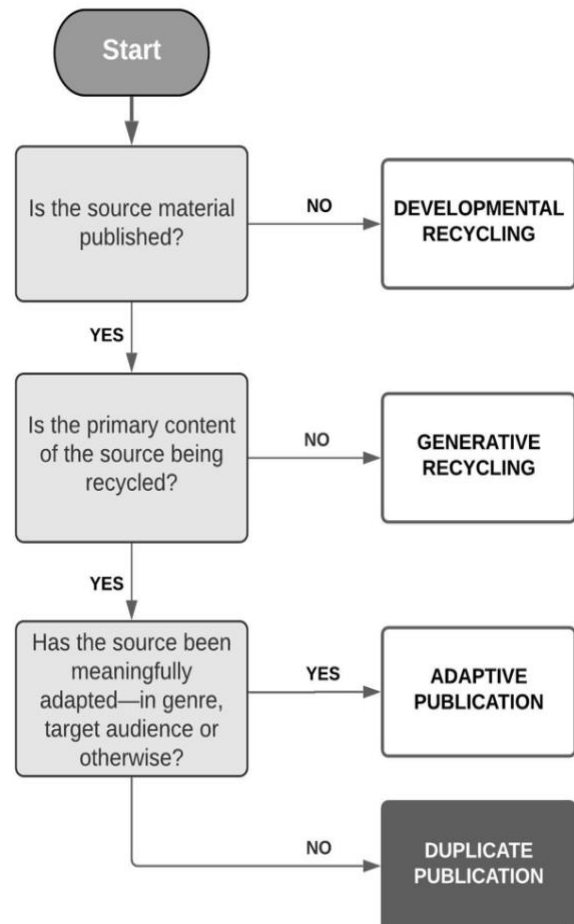 Start
Is the source material
published?
NO
DEVELOPMENTAL
RECYCLING
YES
Is the primary content
of the source being
recycled?
NO
GENERATIVE
RECYCLING
YES
Has the source been
meaningfully
adapted—in genre,
target audience or
otherwise?
YES
ADAPTIVE
PUBLICATION
NO
DUPLICATE
PUBLICATION